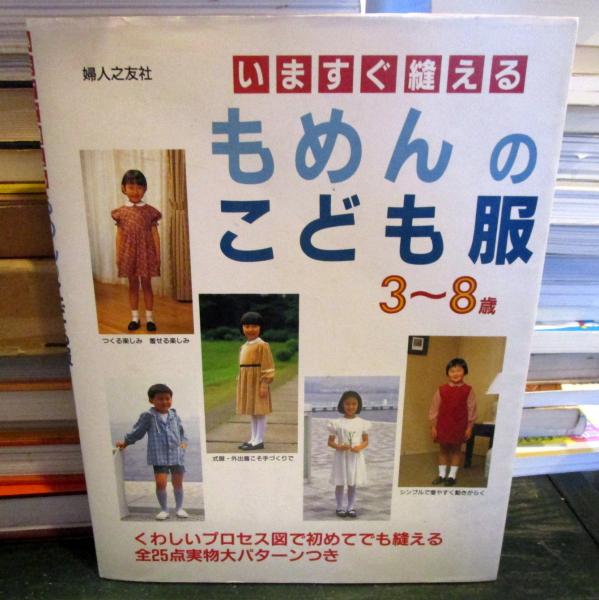 婦人之友社
いますぐ縫える
もめんの
こども服
3～8歳
つくる楽しみ 着せる楽しみ
式服・外出着こそ手づくりで
シンプルで着やすく動きがらく
くわしいプロセス図で初めてでも縫える
全25点実物大パターンつき